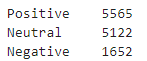 Positive    5565
Neutral     5122
Negative    1652